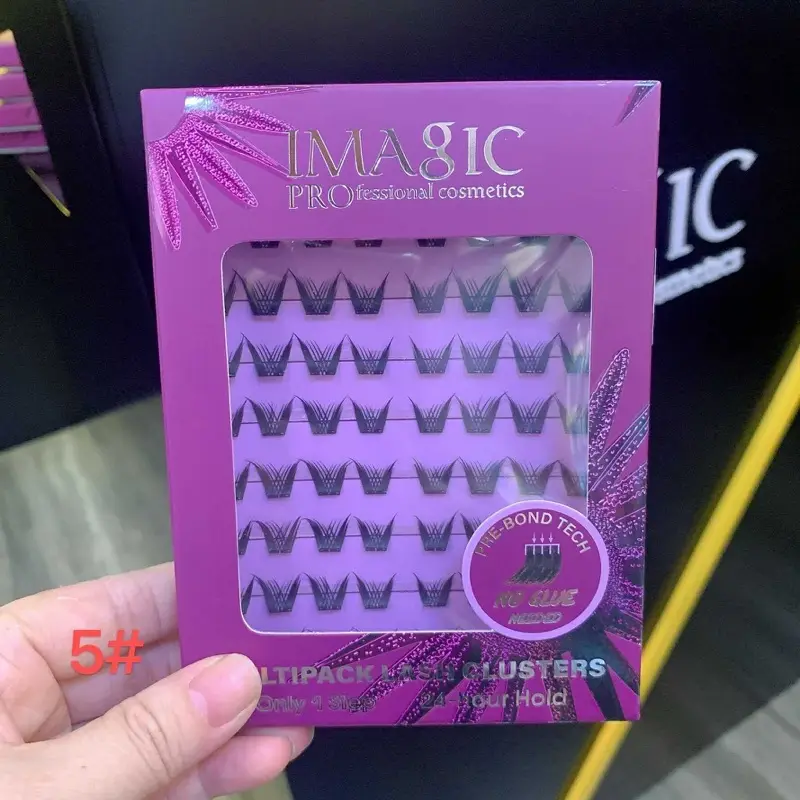 IMAGIC
PROfessional cosmetics
IC
PRE-BOND TECH
NO GLUE
NEEDED
5#
LTIPACK LASH CLUSTERS
Only 1 Step 24-Hour Hold